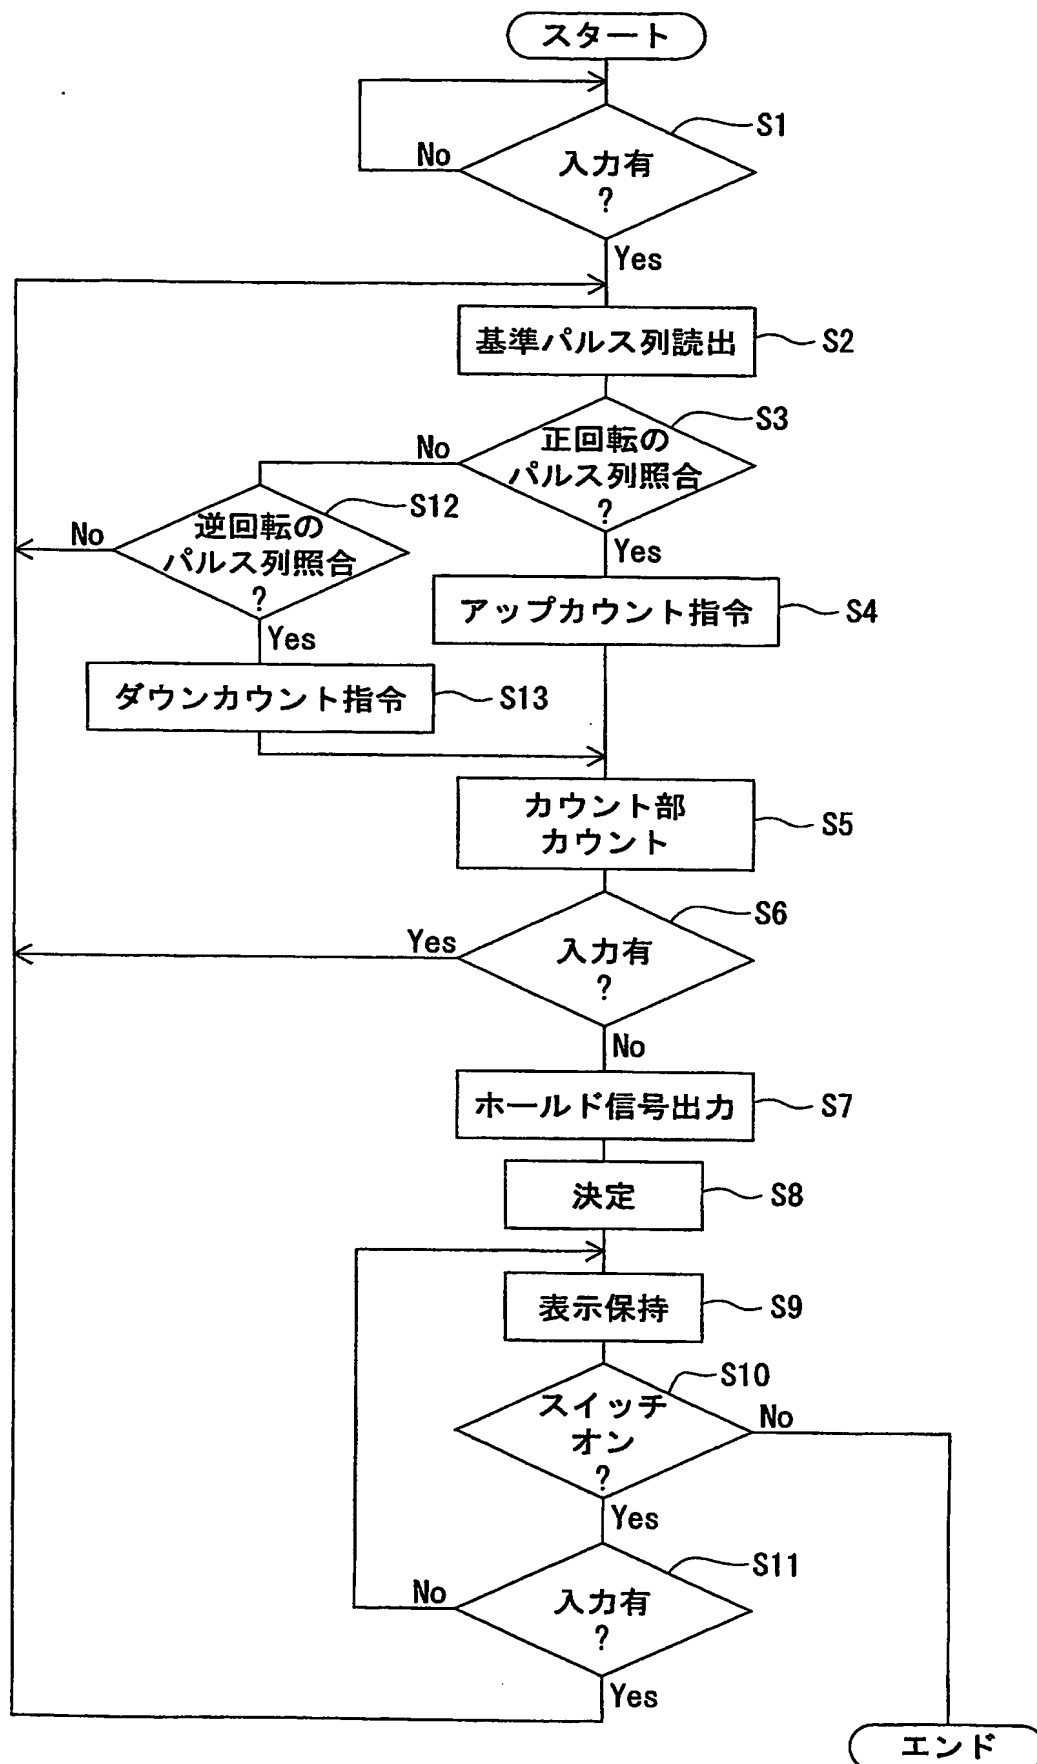 スタート
S1
No
入力有
?
Yes
基準パルス列読出
S2
S3
No
正回転の
パルス列照合
?
Yes
S12
No
逆回転の
パルス列照合
?
Yes
アップカウント指令
S4
ダウンカウント指令
S13
カウント部
カウント
S5
S6
Yes
入力有
?
No
ホールド信号出力
S7
決定
S8
表示保持
S9
S10
スイッチ
オン
?
No
Yes
S11
No
入力有
?
Yes
エンド